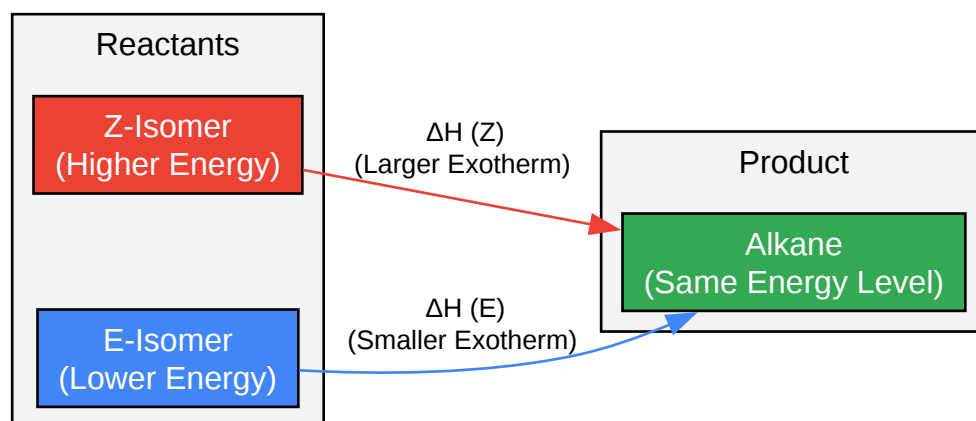 Reactants
Z-Isomer
(Higher Energy)
ΔH (Z)
(Larger Exotherm)
Product
Alkane
(Same Energy Level)
E-Isomer
(Lower Energy)
ΔH (E)
(Smaller Exotherm)